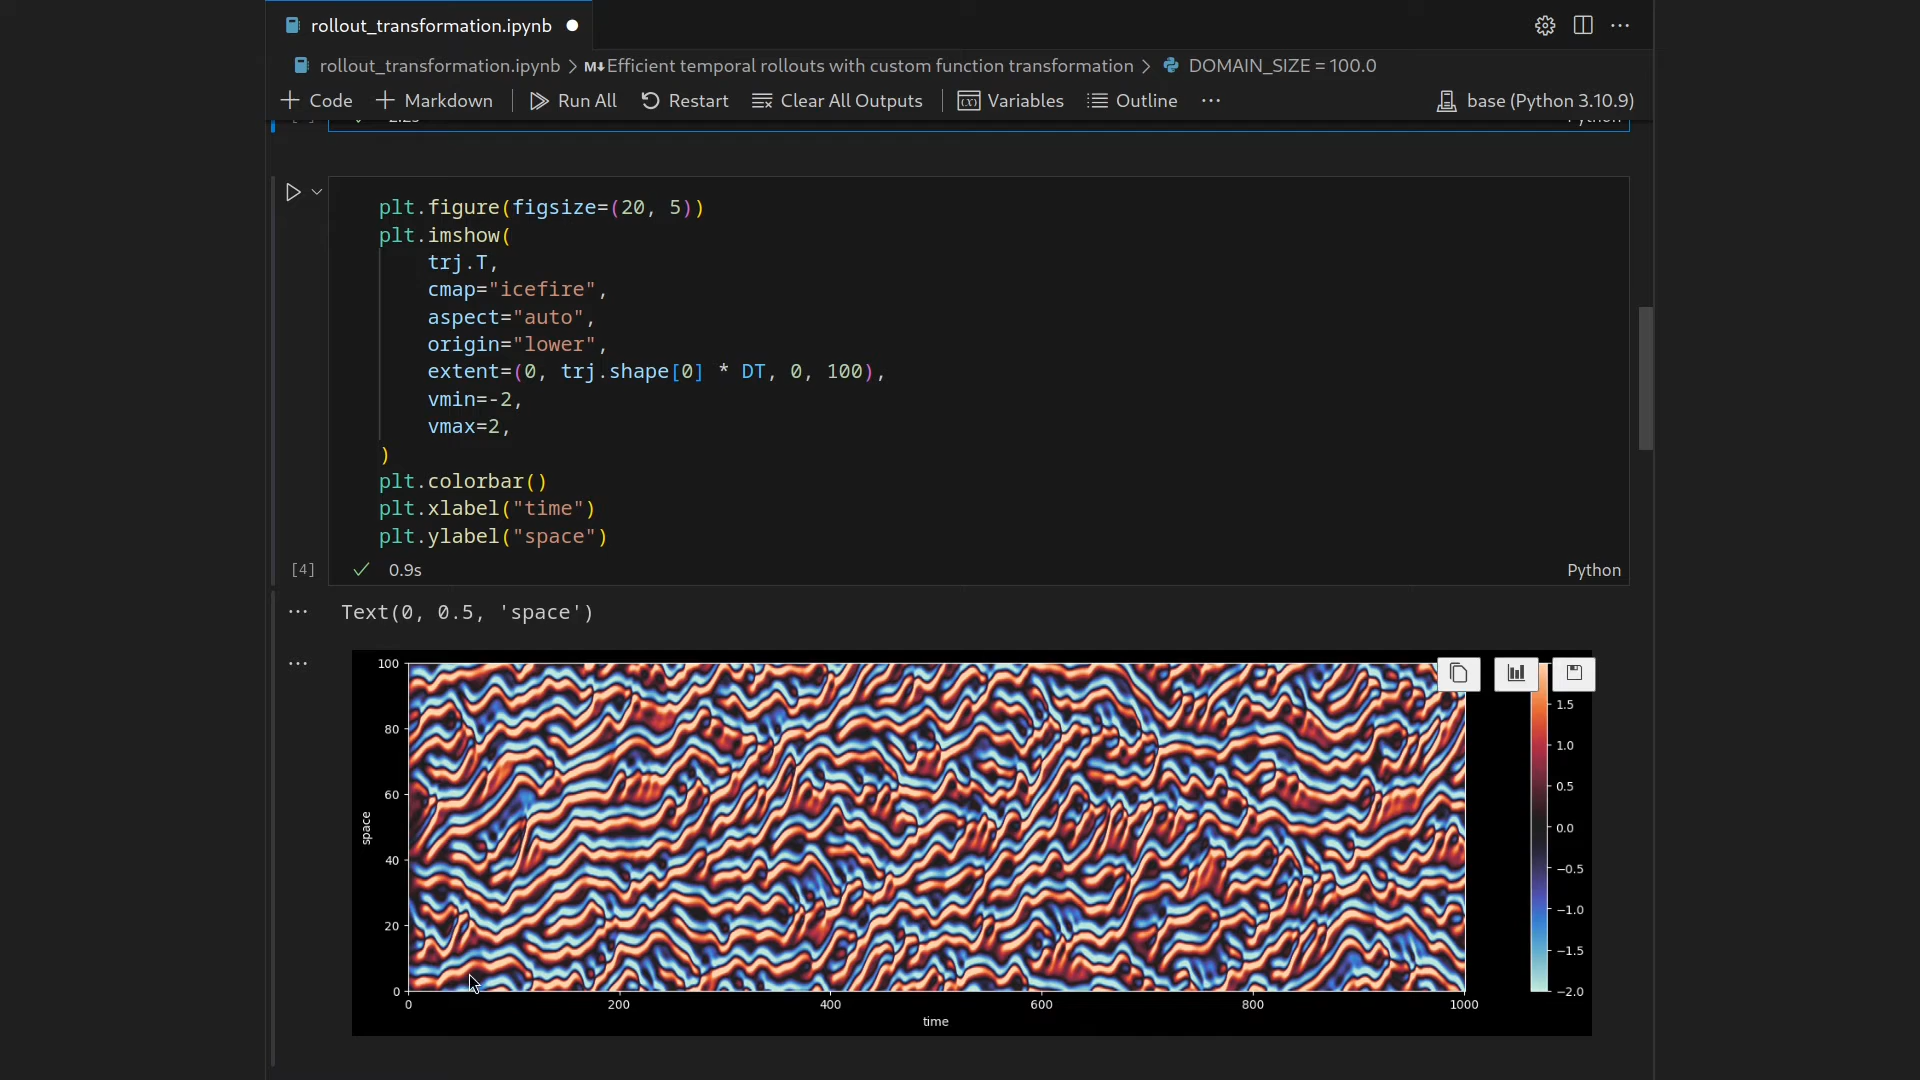 rollout_transformation.ipynb
rollout_transformation.ipynb > M↓Efficient temporal rollouts with custom function transformation > DOMAIN_SIZE = 100.0
+ Code + Markdown Run All Restart Clear All Outputs Variables Outline ... base (Python 3.10.9)
plt.figure(figsize=(20, 5))
plt.imshow(
    trj.T,
    cmap="icefire",
    aspect="auto",
    origin="lower",
    extent=(0, trj.shape[0] * DT, 0, 100),
    vmin=-2,
    vmax=2,
)
plt.colorbar()
plt.xlabel("time")
plt.ylabel("space")
[4] ✓ 0.9s Python
Text(0, 0.5, 'space')
100
80
60
40
20
0
space
0 200 400 600 800 1000
time
1.5
1.0
0.5
0.0
−0.5
−1.0
−1.5
−2.0